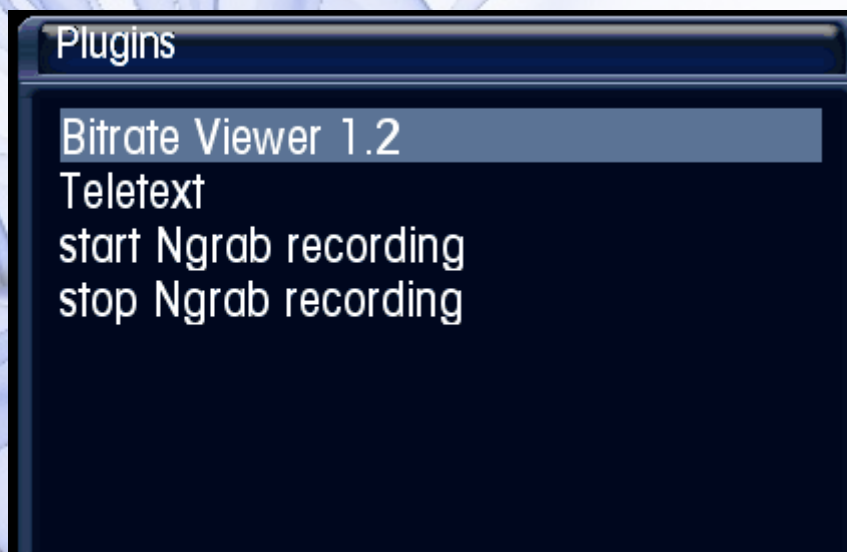 Plugins
Bitrate Viewer 1.2
Teletext
start Ngrab recording
stop Ngrab recording